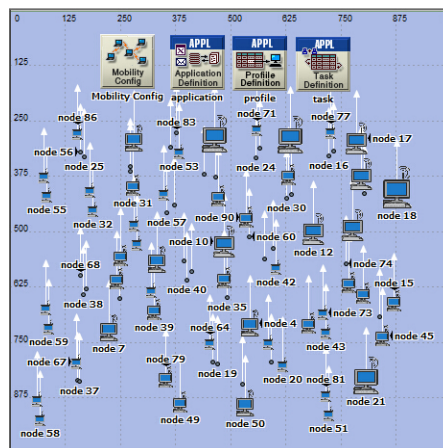 0 125 250 375 500 625 750 875
125
250
375
500
625
750
875
Mobility
Config
Mobility Config
APPL
Application
Definition
application
APPL
Profile
Definition
profile
APPL
Task
Definition
task
node 86
node 83
node 71
node 77
node 17
node 56
node 53
node 25
node 24
node 16
node 31
node 18
node 55
node 32
node 57
node 90
node 30
node 10
node 60
node 12
node 68
node 74
node 42
node 40
node 15
node 38
node 35
node 39
node 73
node 59
node 7
node 64
node 4
node 43
node 45
node 67
node 79
node 19
node 20
node 81
node 37
node 21
node 58
node 49
node 50
node 51